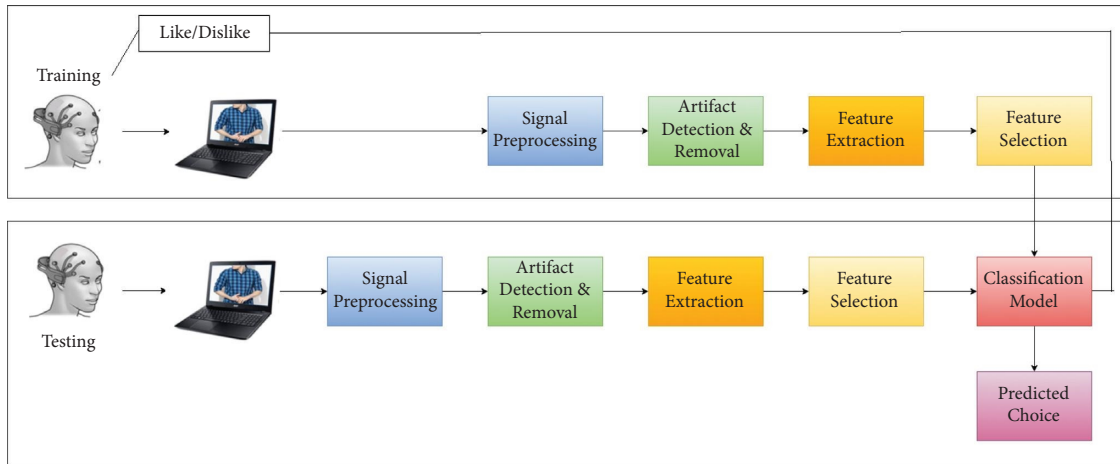 Like/Dislike
Training
Signal
Preprocessing
Artifact
Detection &
Removal
Feature
Extraction
Feature
Selection
Testing
Signal
Preprocessing
Artifact
Detection &
Removal
Feature
Extraction
Feature
Selection
Classification
Model
Predicted
Choice